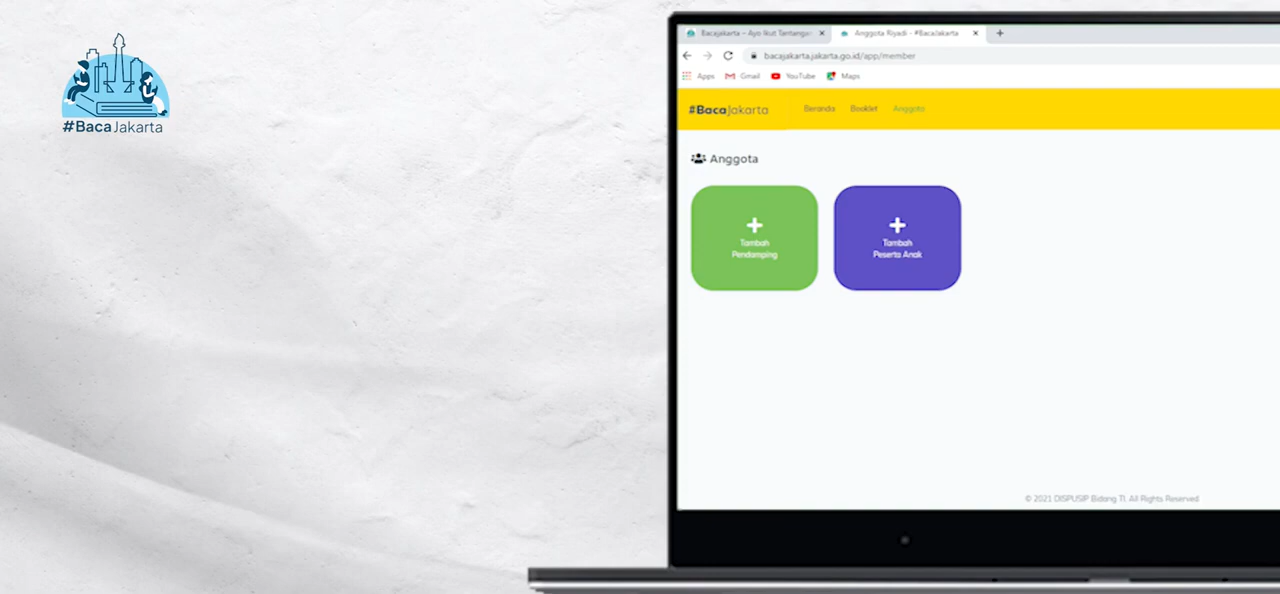 #BacaJakarta
Bacajakarta – Ayo Ikut Tantangan
Anggota Riyadi - #BacaJakarta
bacajakarta.jakarta.go.id/app/member
Apps Gmail YouTube Maps
#BacaJakarta Beranda Booklet Anggota
Anggota
Tambah
Pendamping
Tambah
Peserta Anak
© 2021 DISPUSIP Bidang TI. All Rights Reserved